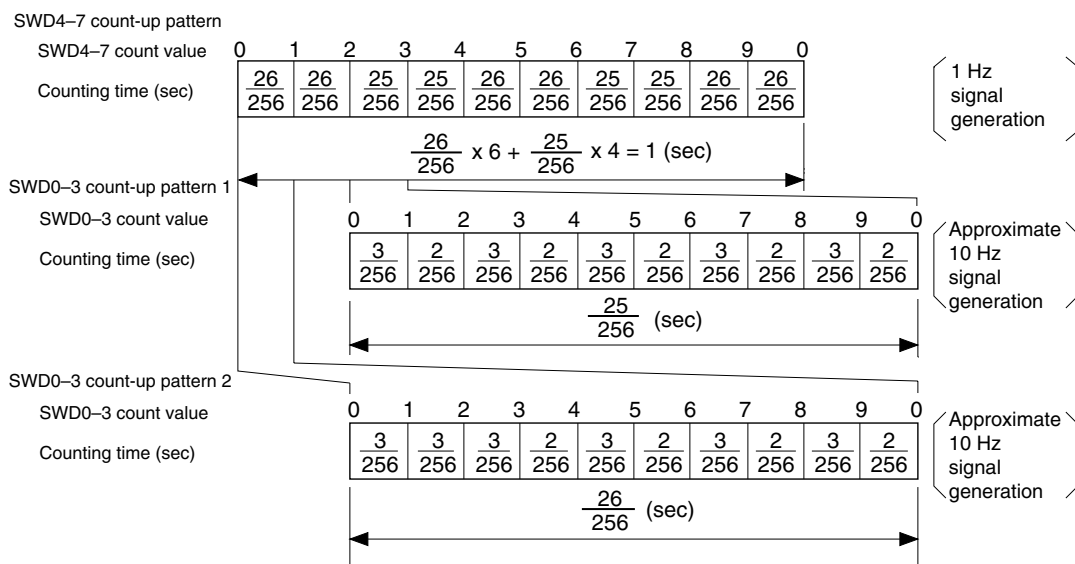 SWD4–7 count-up pattern
SWD4–7 count value 0 1 2 3 4 5 6 7 8 9 0
Counting time (sec) 26/256 26/256 25/256 25/256 26/256 26/256 25/256 25/256 26/256 26/256
1 Hz
signal
generation
26/256 x 6 + 25/256 x 4 = 1 (sec)
SWD0–3 count-up pattern 1
SWD0–3 count value 0 1 2 3 4 5 6 7 8 9 0
Counting time (sec) 3/256 2/256 3/256 2/256 3/256 2/256 3/256 2/256 3/256 2/256
Approximate
10 Hz
signal
generation
25/256 (sec)
SWD0–3 count-up pattern 2
SWD0–3 count value 0 1 2 3 4 5 6 7 8 9 0
Counting time (sec) 3/256 3/256 3/256 2/256 3/256 2/256 3/256 2/256 3/256 2/256
Approximate
10 Hz
signal
generation
26/256 (sec)